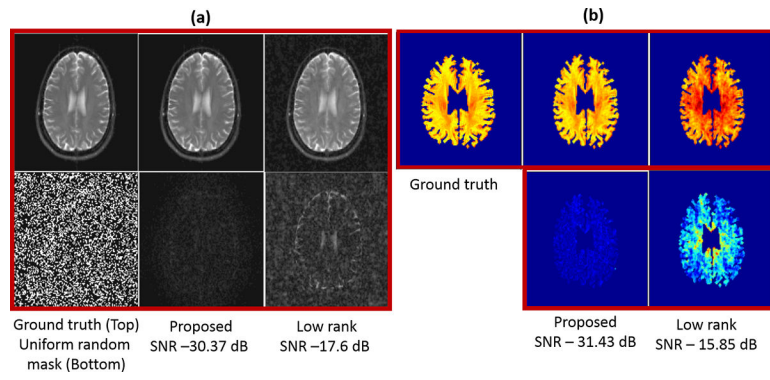 (a)
(b)
Ground truth
Ground truth (Top)
Uniform random
mask (Bottom)
Proposed
SNR –30.37 dB
Low rank
SNR -17.6 dB
Proposed
SNR – 31.43 dB
Low rank
SNR – 15.85 dB